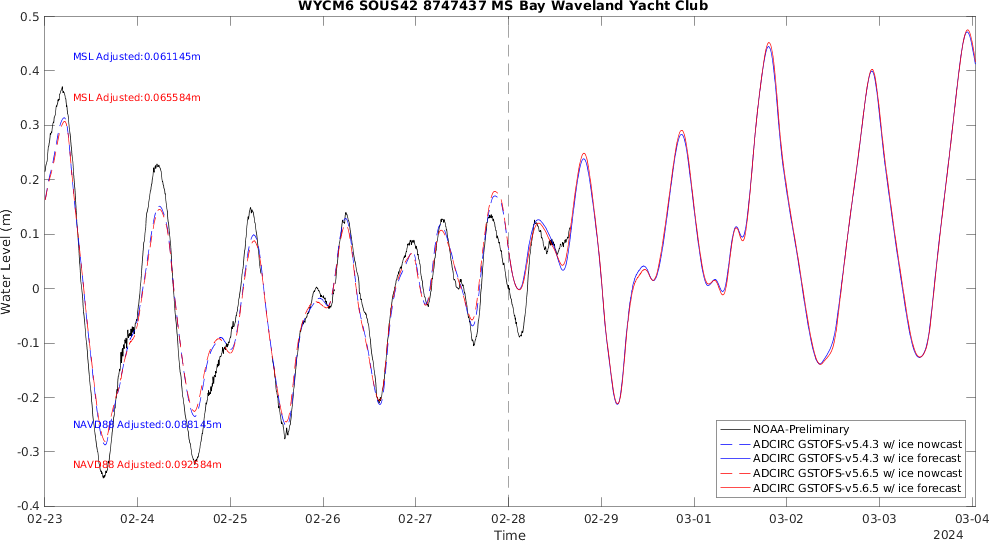 WYCM6 SOUS42 8747437 MS Bay Waveland Yacht Club
0.5
0.4
0.3
0.2
0.1
0
-0.1
-0.2
-0.3
-0.4
Water Level (m)
MSL Adjusted:0.061145m
MSL Adjusted:0.065584m
NAVD88 Adjusted:0.088145m
NAVD88 Adjusted:0.092584m
NOAA-Preliminary
ADCIRC GSTOFS-v5.4.3 w/ ice nowcast
ADCIRC GSTOFS-v5.4.3 w/ ice forecast
ADCIRC GSTOFS-v5.6.5 w/ ice nowcast
ADCIRC GSTOFS-v5.6.5 w/ ice forecast
02-23 02-24 02-25 02-26 02-27 02-28 02-29 03-01 03-02 03-03 03-04
Time
2024